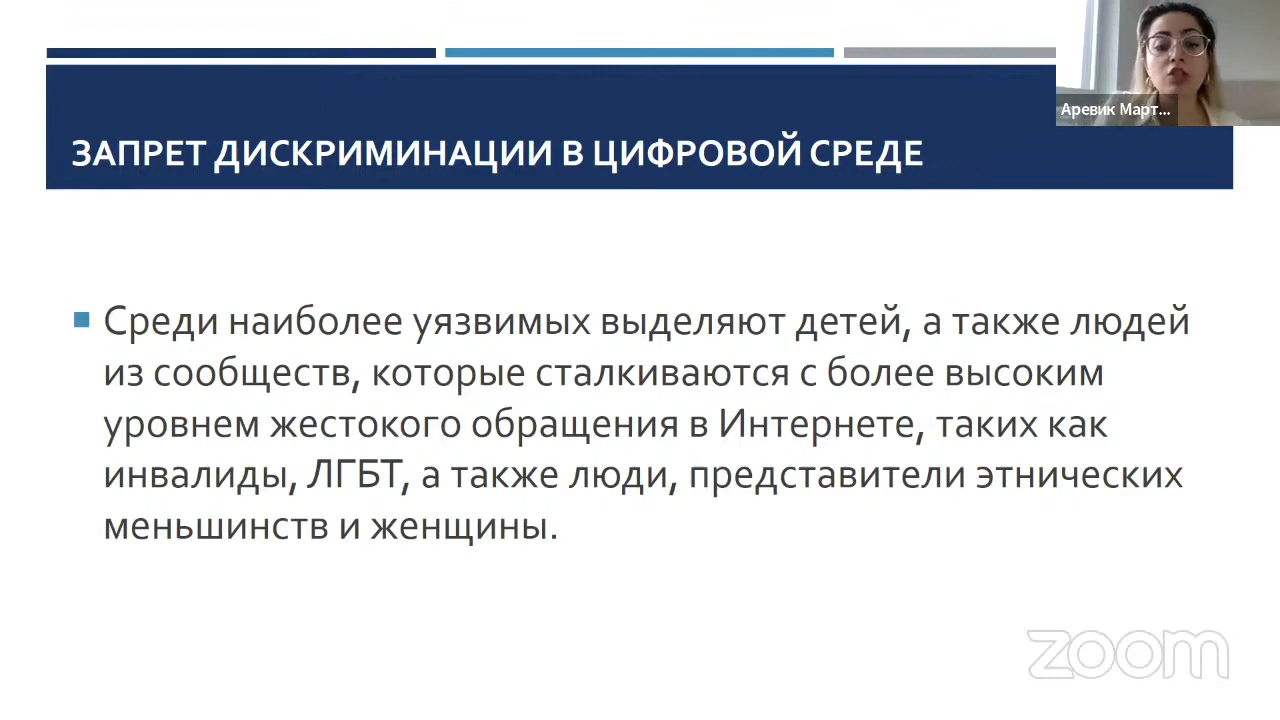 Аревик Март...
ЗАПРЕТ ДИСКРИМИНАЦИИ В ЦИФРОВОЙ СРЕДЕ
Среди наиболее уязвимых выделяют детей, а также людей
из сообществ, которые сталкиваются с более высоким
уровнем жестокого обращения в Интернете, таких как
инвалиды, ЛГБТ, а также люди, представители этнических
меньшинств и женщины.
zoom